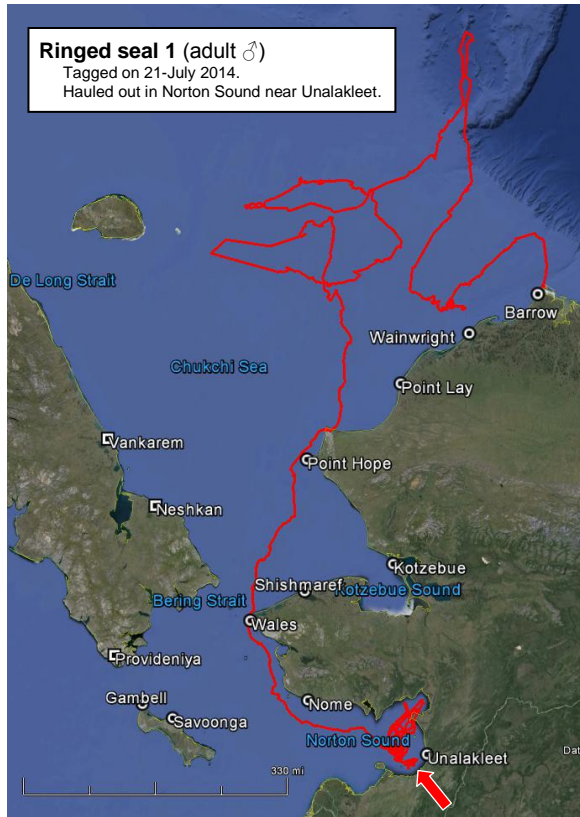 Ringed seal 1 (adult ♂)
Tagged on 21-July 2014.
Hauled out in Norton Sound near Unalakleet.
De Long Strait
Barrow
Wainwright
Chukchi Sea
Point Lay
Vankarem
Point Hope
Neshkan
Kotzebue
Shishmaref
Kotzebue Sound
Bering Strait
Wales
Provideniya
Gambell
Nome
Savoonga
Norton Sound
Unalakleet
Dat
330 mi